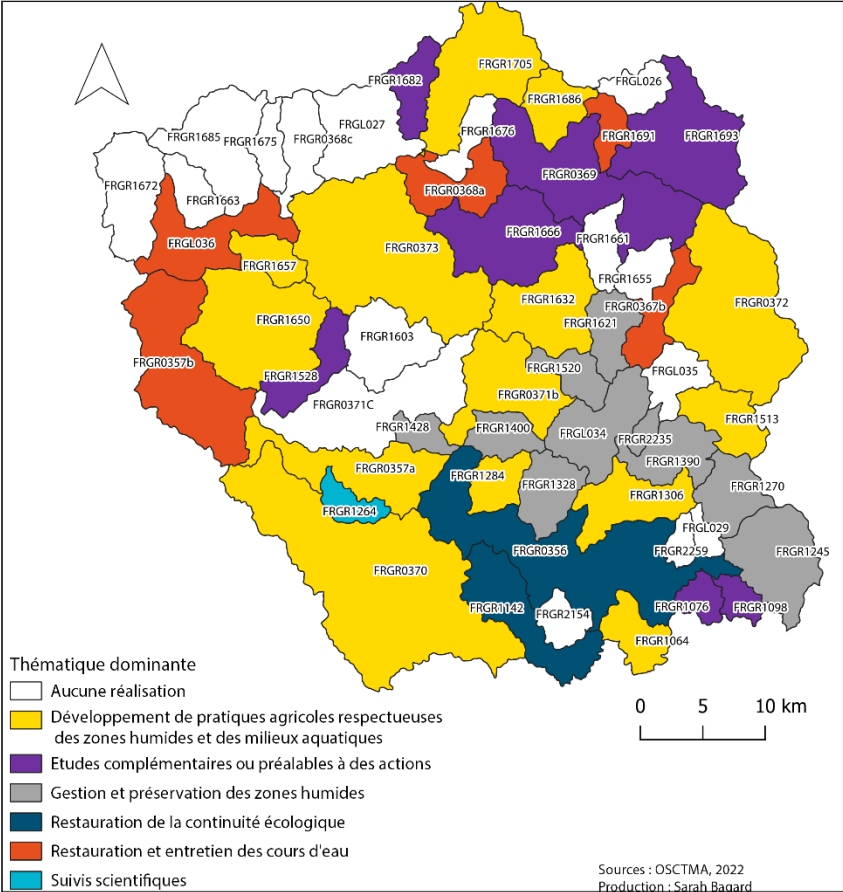 FRGR1705
FRGR1682
FRGL026
FRGR1686
FRGL027
FRGR1676
FRGR1691
FRGR1693
FRGR1685
FRGR1675
FRGR0368c
FRGR0369
FRGR1672
FRGR1663
FRGR0368a
FRGL036
FRGR1666
FRGR1661
FRGR0373
FRGR1657
FRGR1655
FRGR1632
FRGR0372
FRGR0367b
FRGR1650
FRGR1621
FRGR1603
FRGR0357b
FRGR1528
FRGR1520
FRGL035
FRGR0371b
FRGR0371C
FRGR1513
FRGR1428
FRGR1400
FRGL034
FRGR2235
FRGR1390
FRGR0357a
FRGR1284
FRGR1328
FRGR1306
FRGR1270
FRGR1264
FRGL029
FRGR0356
FRGR2259
FRGR1245
FRGR0370
FRGR1142
FRGR2154
FRGR1076
FRGR1098
FRGR1064
Thématique dominante
Aucune réalisation
Développement de pratiques agricoles respectueuses
des zones humides et des milieux aquatiques
Etudes complémentaires ou préalables à des actions
Gestion et préservation des zones humides
Restauration de la continuité écologique
Restauration et entretien des cours d'eau
Suivis scientifiques
0 5 10 km
Sources : OSCTMA, 2022
Production : Sarah Bagard